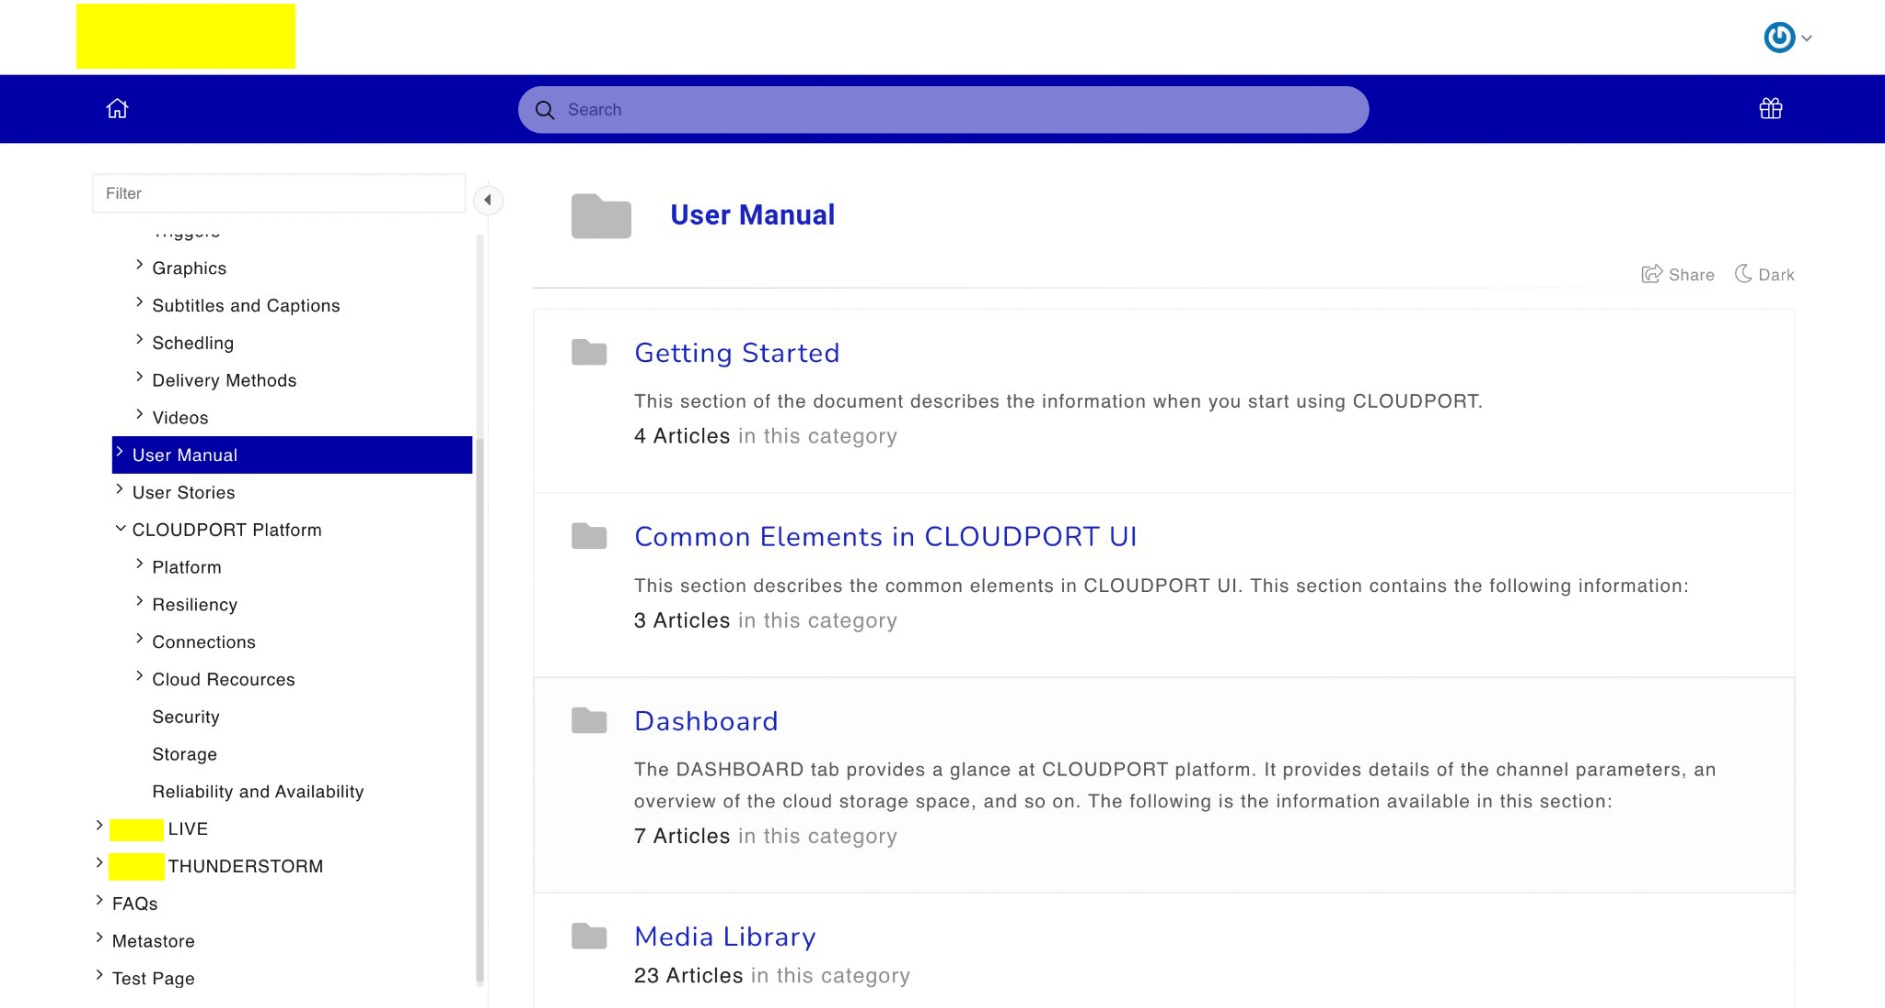 Search
Filter
Triggers
Graphics
Subtitles and Captions
Schedling
Delivery Methods
Videos
User Manual
User Stories
CLOUDPORT Platform
Platform
Resiliency
Connections
Cloud Recources
Security
Storage
Reliability and Availability
LIVE
THUNDERSTORM
FAQs
Metastore
Test Page
User Manual
Share Dark
Getting Started
This section of the document describes the information when you start using CLOUDPORT.
4 Articles in this category
Common Elements in CLOUDPORT UI
This section describes the common elements in CLOUDPORT UI. This section contains the following information:
3 Articles in this category
Dashboard
The DASHBOARD tab provides a glance at CLOUDPORT platform. It provides details of the channel parameters, an
overview of the cloud storage space, and so on. The following is the information available in this section:
7 Articles in this category
Media Library
23 Articles in this category